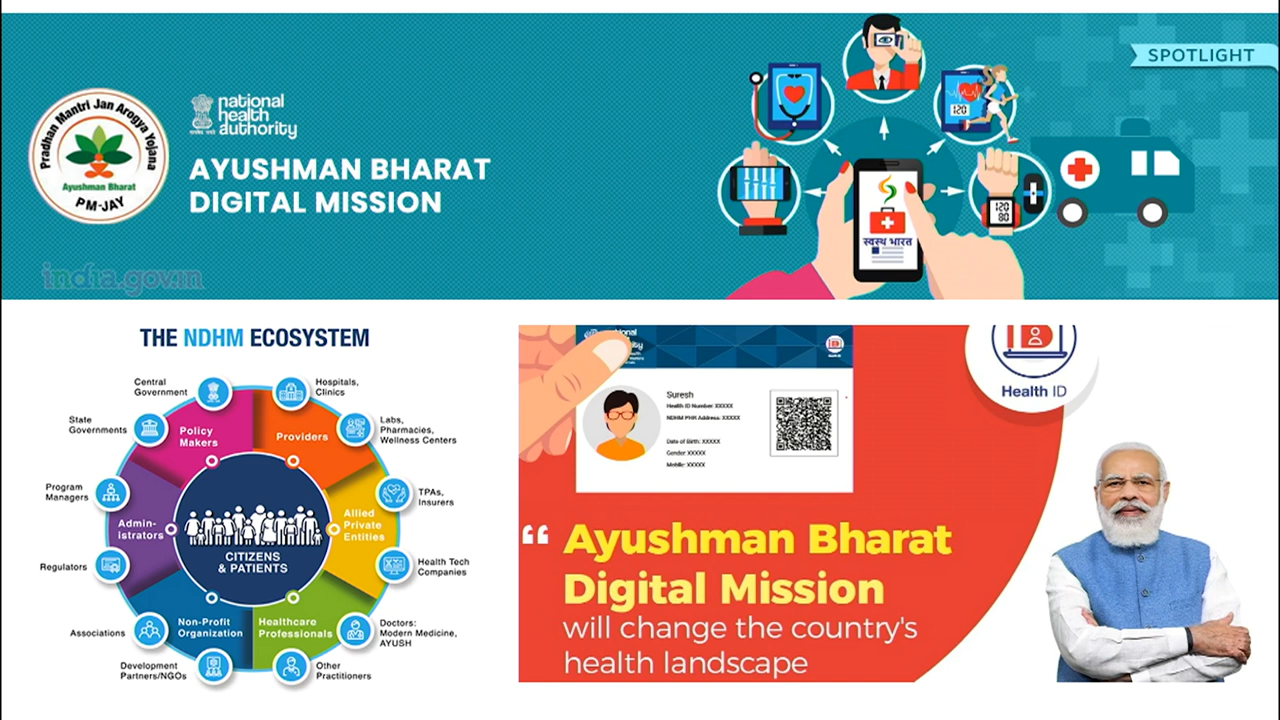 SPOTLIGHT
Pradhan Mantri Jan Arogya Yojana
Ayushman Bharat
PM-JAY
national
health
authority
AYUSHMAN BHARAT
DIGITAL MISSION
india.gov.in
120
120
80
स्वस्थ भारत
THE NDHM ECOSYSTEM
Central
Government
State
Governments
Program
Managers
Regulators
Associations
Development
Partners/NGOs
Hospitals,
Clinics
Labs,
Pharmacies,
Wellness Centers
TPAs,
Insurers
Health Tech
Companies
Doctors:
Modern Medicine,
AYUSH
Other
Practitioners
Policy
Makers
Providers
Allied
Private
Entities
Healthcare
Professionals
Non-Profit
Organization
Admin-
istrators
CITIZENS
& PATIENTS
Suresh
Health ID Number: XXXXX
NDHM PHR Address: XXXXX
Date of Birth: XXXXX
Gender: XXXXX
Mobile: XXXXX
Health ID
“ Ayushman Bharat
Digital Mission
will change the country's
health landscape